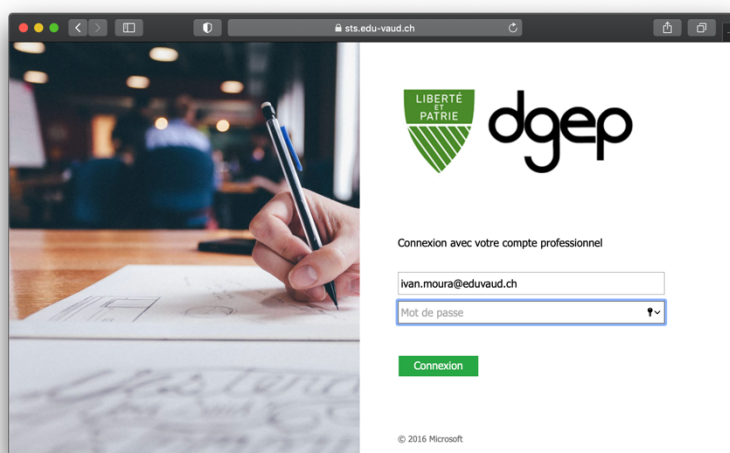 sts.edu-vaud.ch
LIBERTÉ
ET
PATRIE
dgep
Connexion avec votre compte professionnel
ivan.moura@eduvaud.ch
Mot de passe
Connexion
© 2016 Microsoft